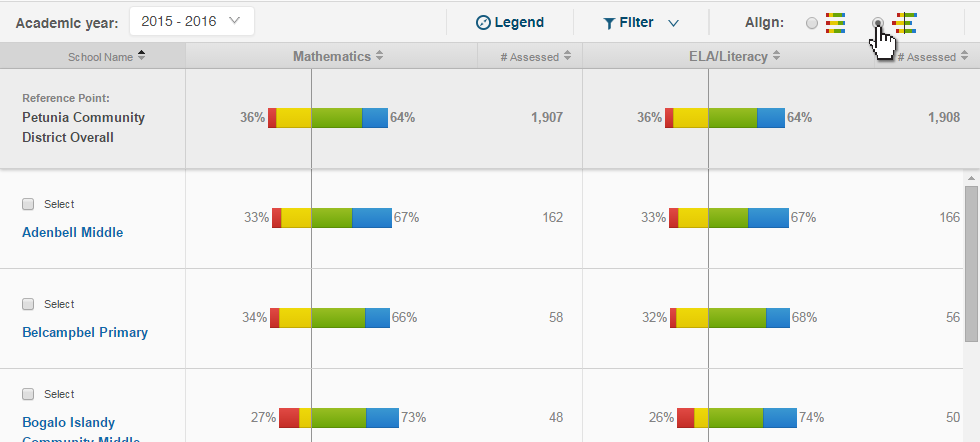 Academic year: 2015 - 2016 Legend Filter Align:
School Name Mathematics # Assessed ELA/Literacy # Assessed
Reference Point:
Petunia Community
District Overall
36% 64% 1,907 36% 64% 1,908
Select
Adenbell Middle
33% 67% 162 33% 67% 166
Select
Belcampbel Primary
34% 66% 58 32% 68% 56
Select
Bogalo Islandy
Community Middle
27% 73% 48 26% 74% 50